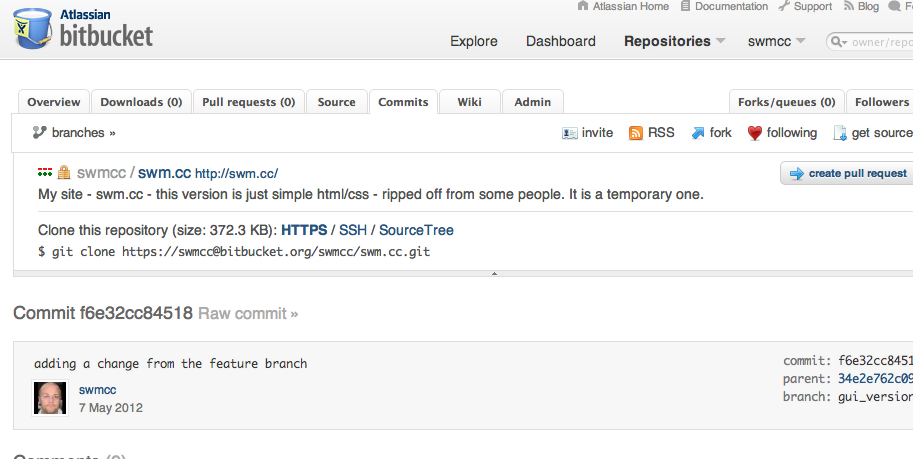 Atlassian
bitbucket
Atlassian Home Documentation Support Blog
Explore Dashboard Repositories swmcc owner/repo
Overview Downloads (0) Pull requests (0) Source Commits Wiki Admin Forks/queues (0) Followers
branches » invite RSS fork following get source
swmcc / swm.cc http://swm.cc/ create pull request
My site - swm.cc - this version is just simple html/css - ripped off from some people. It is a temporary one.
Clone this repository (size: 372.3 KB): HTTPS / SSH / SourceTree
$ git clone https://swmcc@bitbucket.org/swmcc/swm.cc.git
Commit f6e32cc84518 Raw commit »
adding a change from the feature branch
swmcc
7 May 2012
commit: f6e32cc8451
parent: 34e2e762c09
branch: gui_version
Comments (0)